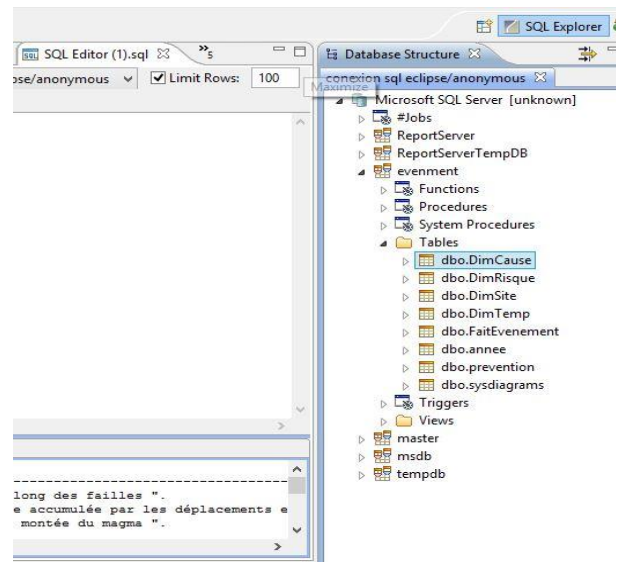 SQL Explorer
SQL Editor (1).sql
»5
Database Structure
ose/anonymous
Limit Rows:
100
conexion sql eclipse/anonymous
Maximize
Microsoft SQL Server [unknown]
#Jobs
ReportServer
ReportServerTempDB
evenment
Functions
Procedures
System Procedures
Tables
dbo.DimCause
dbo.DimRisque
dbo.DimSite
dbo.DimTemp
dbo.FaitEvenement
dbo.annee
dbo.prevention
dbo.sysdiagrams
Triggers
Views
master
msdb
tempdb
------------------------------------
long des failles ".
e accumulée par les déplacements e
montée du magma ".